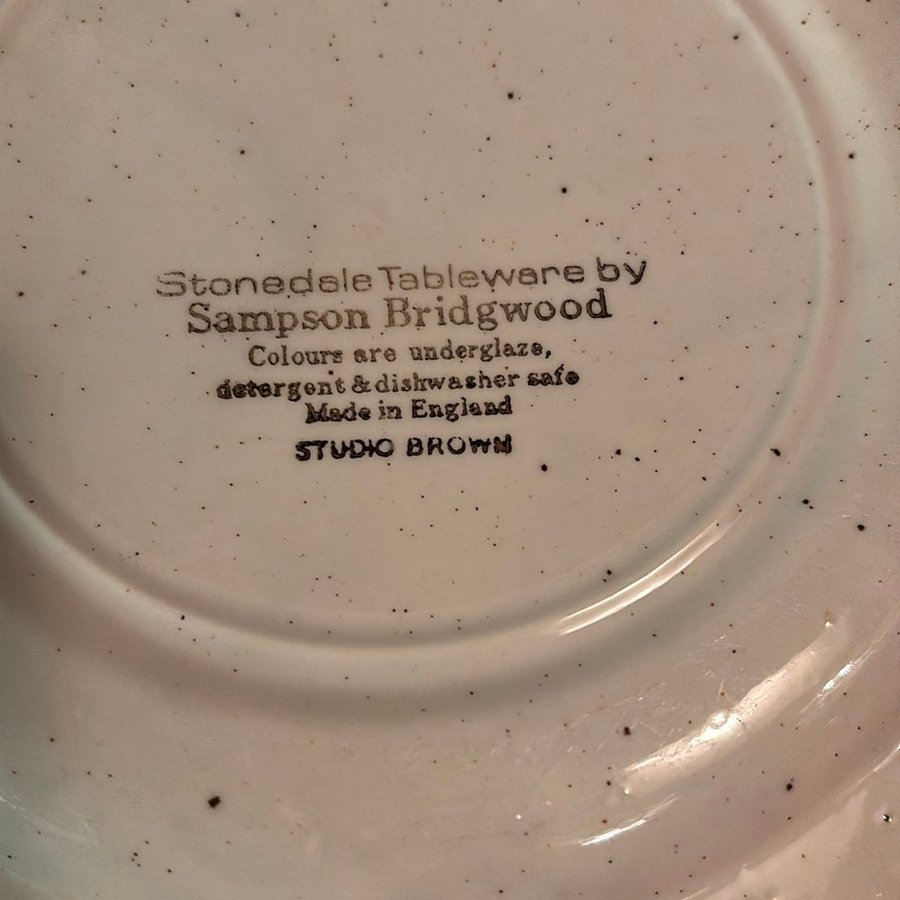 Stonedale Tableware by
Sampson Bridgwood
Colours are underglaze,
detergent & dishwasher safe
Made in England
STUDIO BROWN